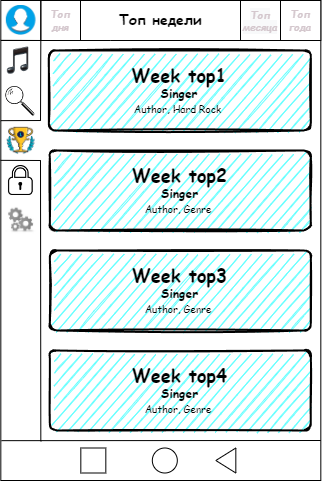 Топ дня
Топ недели
Топ месяца
Топ года
Week top1
Singer
Author, Hard Rock
Week top2
Singer
Author, Genre
Week top3
Singer
Author, Genre
Week top4
Singer
Author, Genre